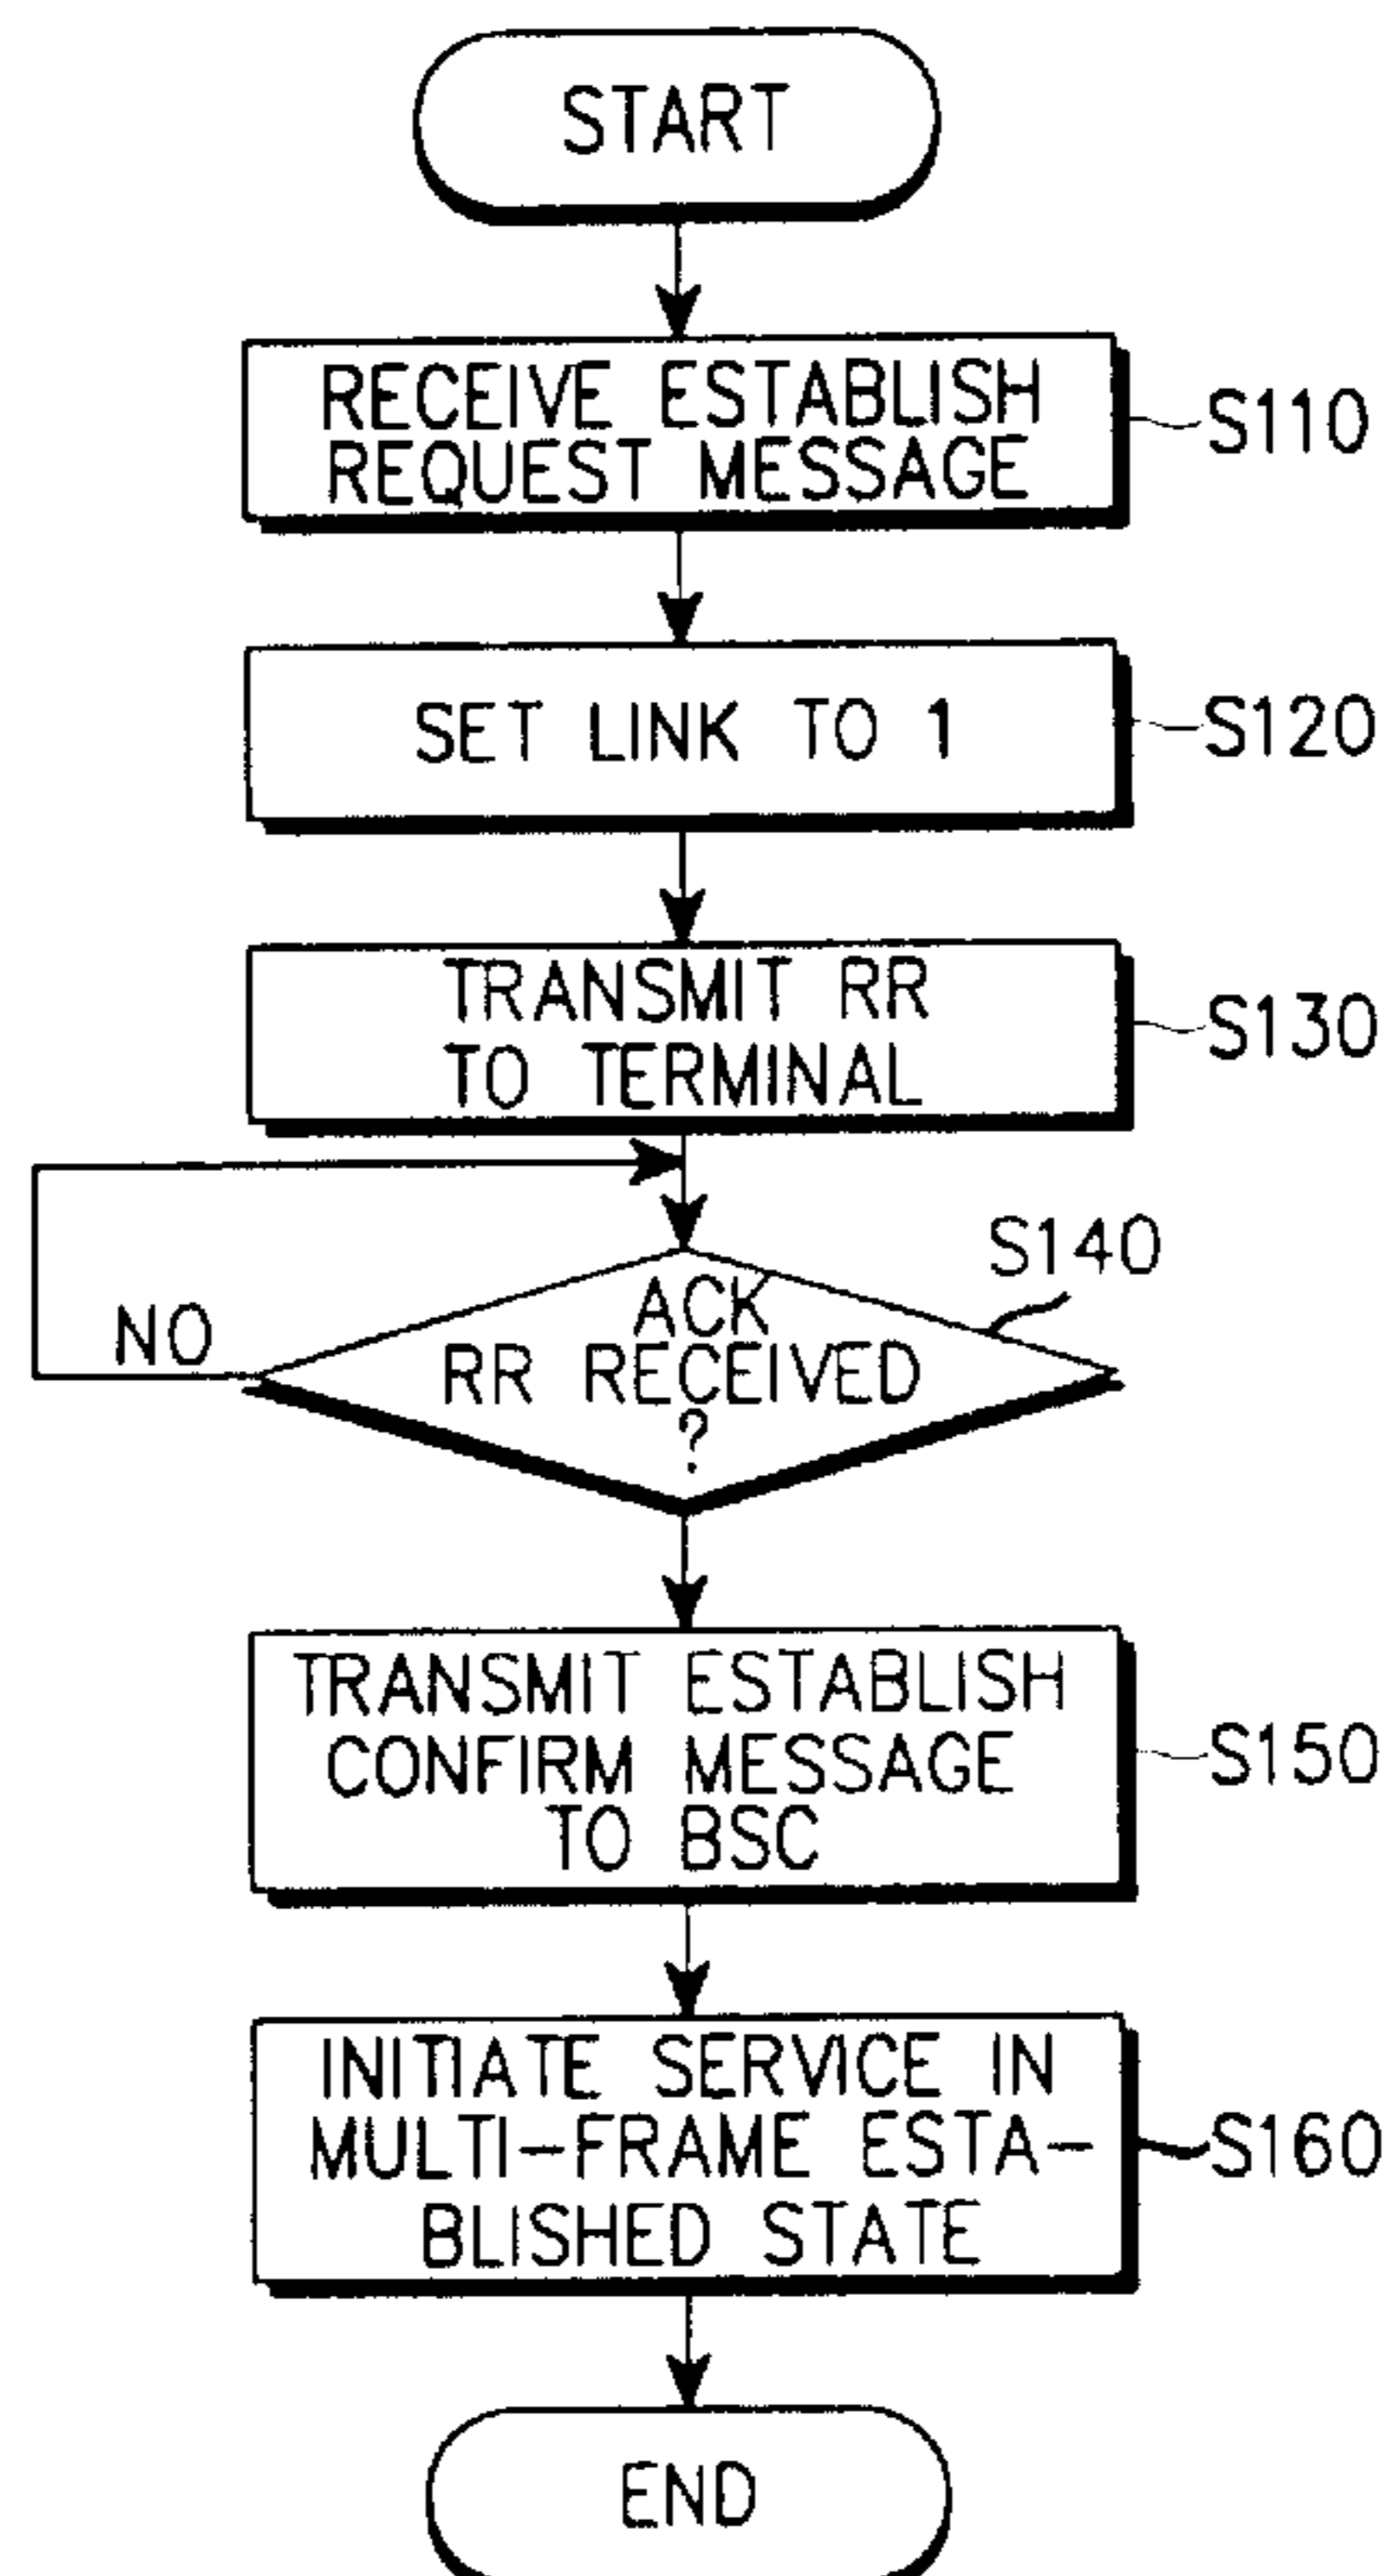 START
RECEIVE ESTABLISH
REQUEST MESSAGE
S110
SET LINK TO 1
S120
TRANSMIT RR
TO TERMINAL
S130
S140
ACK
RR RECEIVED
?
NO
TRANSMIT ESTABLISH
CONFIRM MESSAGE
TO BSC
S150
INITIATE SERVICE IN
MULTI-FRAME ESTA-
BLISHED STATE
S160
END